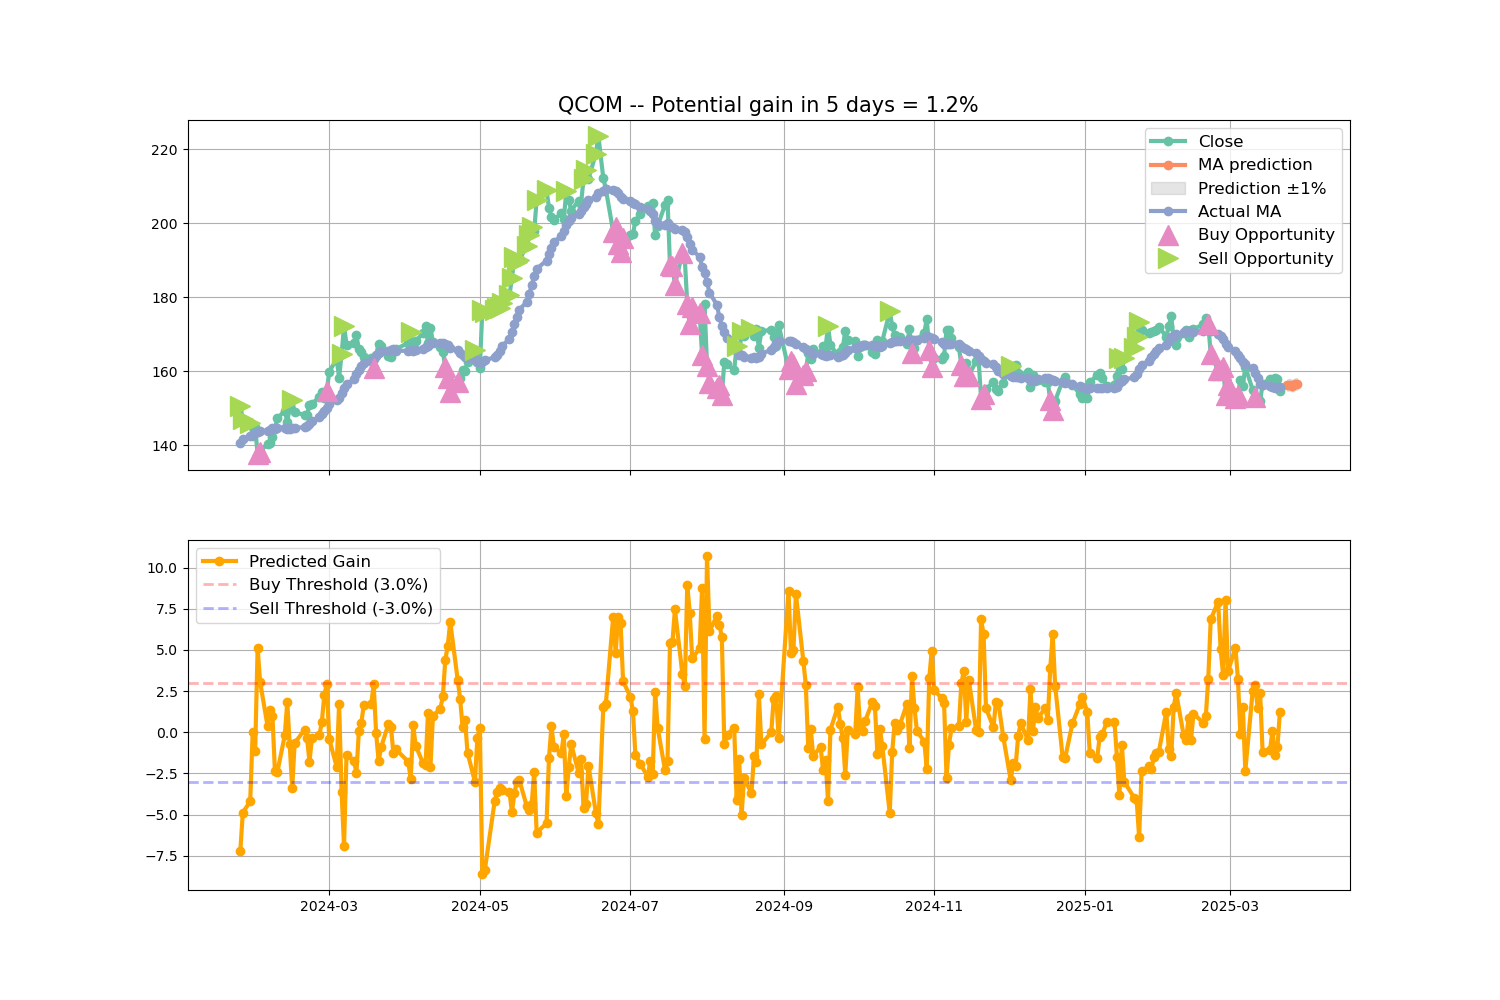 QCOM -- Potential gain in 5 days = 1.2%
220
200
180
160
140
Close
MA prediction
Prediction ±1%
Actual MA
Buy Opportunity
Sell Opportunity
10.0
7.5
5.0
2.5
0.0
−2.5
−5.0
−7.5
Predicted Gain
Buy Threshold (3.0%)
Sell Threshold (-3.0%)
2024-03
2024-05
2024-07
2024-09
2024-11
2025-01
2025-03